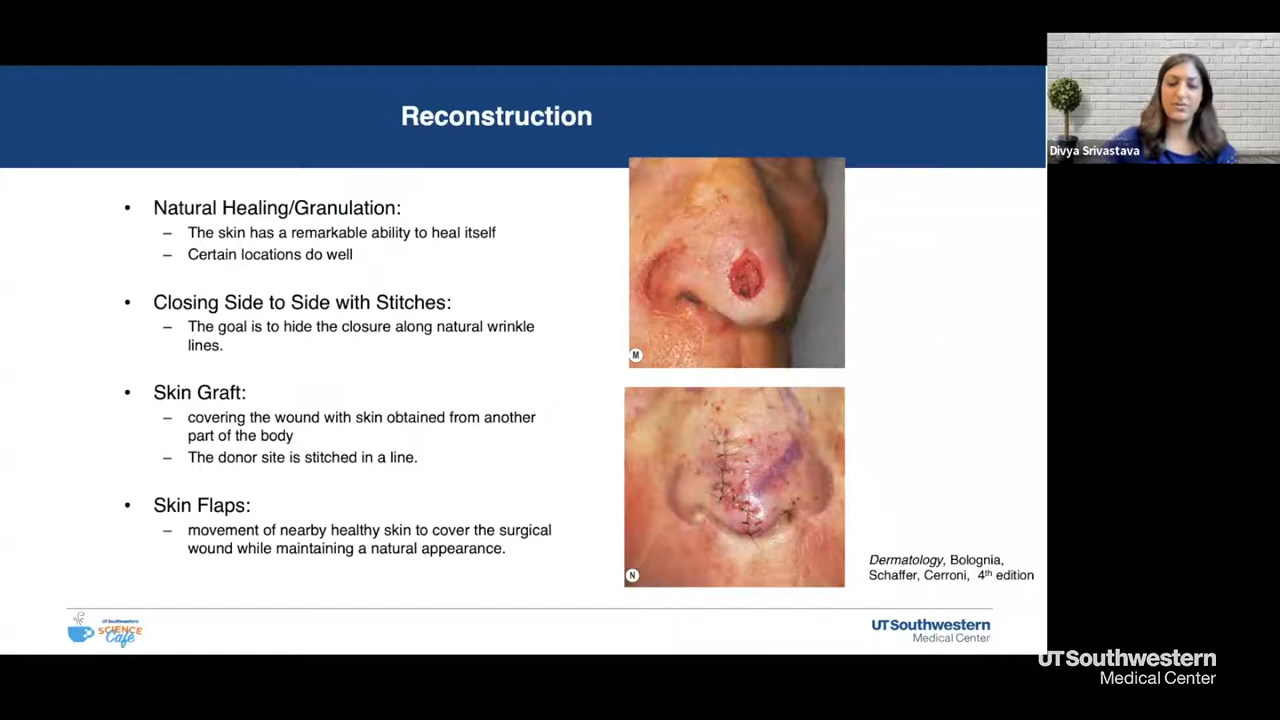 Reconstruction
Divya Srivastava
• Natural Healing/Granulation:
– The skin has a remarkable ability to heal itself
– Certain locations do well
• Closing Side to Side with Stitches:
– The goal is to hide the closure along natural wrinkle
lines.
• Skin Graft:
– covering the wound with skin obtained from another
part of the body
– The donor site is stitched in a line.
• Skin Flaps:
– movement of nearby healthy skin to cover the surgical
wound while maintaining a natural appearance.
M
N
Dermatology, Bolognia,
Schaffer, Cerroni, 4th edition
UT Southwestern
SCIENCE
Café
UTSouthwestern
Medical Center
UTSouthwestern
Medical Center